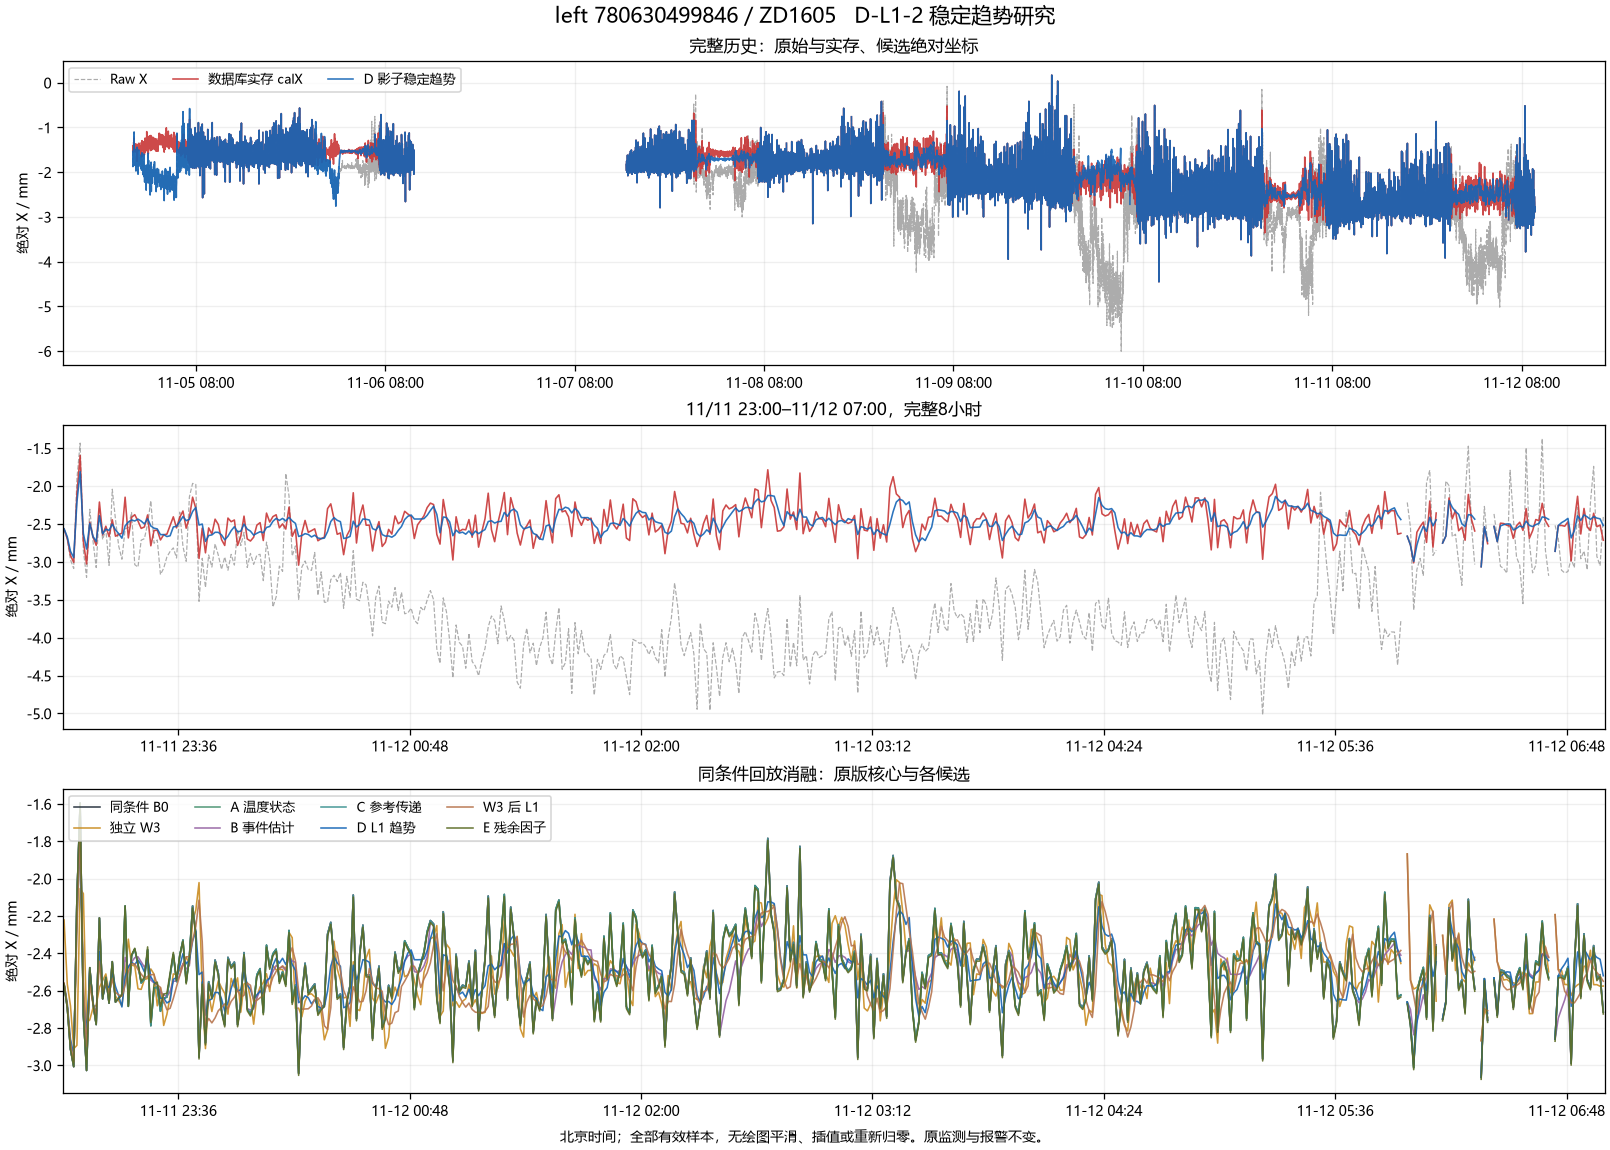 left 780630499846 / ZD1605   D-L1-2 稳定趋势研究
完整历史：原始与实存、候选绝对坐标
Raw X
数据库实存 calX
D 影子稳定趋势
绝对 X / mm
0
-1
-2
-3
-4
-5
-6
11-05 08:00
11-06 08:00
11-07 08:00
11-08 08:00
11-09 08:00
11-10 08:00
11-11 08:00
11-12 08:00
11/11 23:00–11/12 07:00，完整8小时
绝对 X / mm
-1.5
-2.0
-2.5
-3.0
-3.5
-4.0
-4.5
-5.0
11-11 23:36
11-12 00:48
11-12 02:00
11-12 03:12
11-12 04:24
11-12 05:36
11-12 06:48
同条件回放消融：原版核心与各候选
同条件 B0
A 温度状态
C 参考传递
W3 后 L1
独立 W3
B 事件估计
D L1 趋势
E 残余因子
绝对 X / mm
-1.6
-1.8
-2.0
-2.2
-2.4
-2.6
-2.8
-3.0
11-11 23:36
11-12 00:48
11-12 02:00
11-12 03:12
11-12 04:24
11-12 05:36
11-12 06:48
北京时间；全部有效样本，无绘图平滑、插值或重新归零。原监测与报警不变。